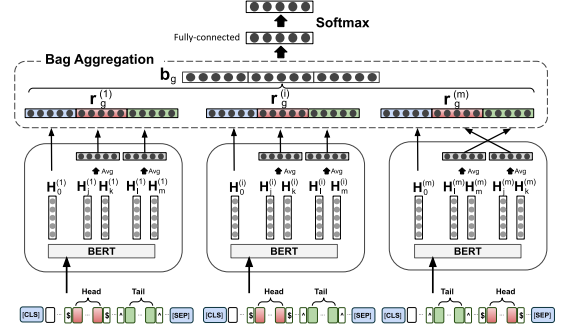 Softmax
Fully-connected
Bag Aggregation
b_g
r_g^(1) r_g^(i) r_g^(m)
Avg Avg Avg Avg Avg Avg
H_0^(1) H_j^(1) H_k^(1) H_l^(1) H_m^(1) H_0^(i) H_j^(i) H_k^(i) H_l^(i) H_m^(i) H_0^(m) H_l^(m) H_m^(m) H_j^(m) H_k^(m)
BERT BERT BERT
Head Tail Head Tail Tail Head
[CLS] ... $ ... $ ... ^ ... ^ ... [SEP] [CLS] ... $ ... $ ... ^ ... ^ ... [SEP] [CLS] ... ^ ... ^ ... $ ... $ ... [SEP]